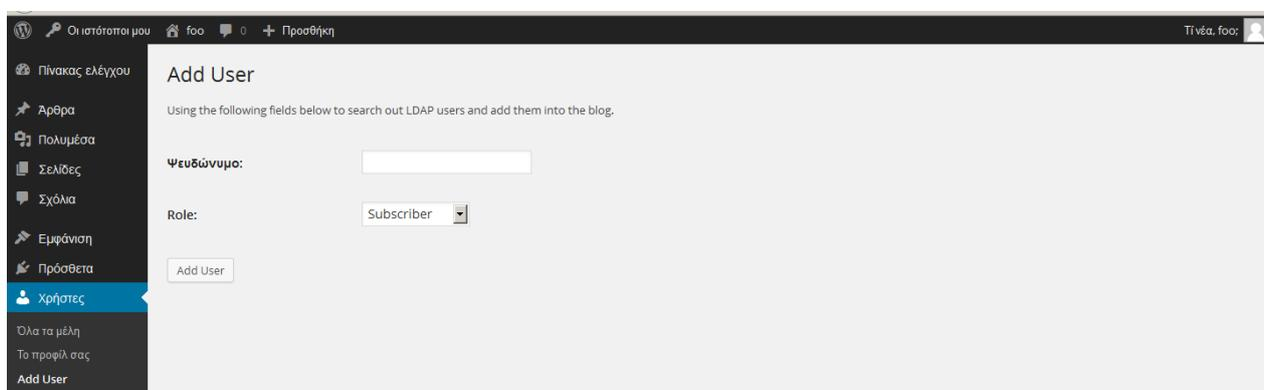 Οι ιστότοποι μου foo 0 + Προσθήκη Τί νέα, foo;
Πίνακας ελέγχου
Άρθρα
Πολυμέσα
Σελίδες
Σχόλια
Εμφάνιση
Πρόσθετα
Χρήστες
Όλα τα μέλη
Το προφίλ σας
Add User
Add User
Using the following fields below to search out LDAP users and add them into the blog.
Ψευδώνυμο:
Role: Subscriber
Add User